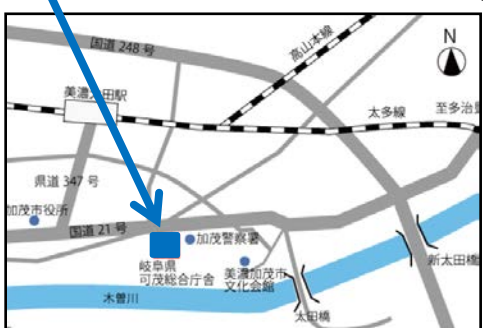 国道 248 号
高山本線
N
美濃太田駅
太多線
至多治
県道 347 号
加茂市役所
国道 21 号
加茂警察署
岐阜県
可茂総合庁舎
美濃加茂市
文化会館
新太田橋
木曽川
太田橋